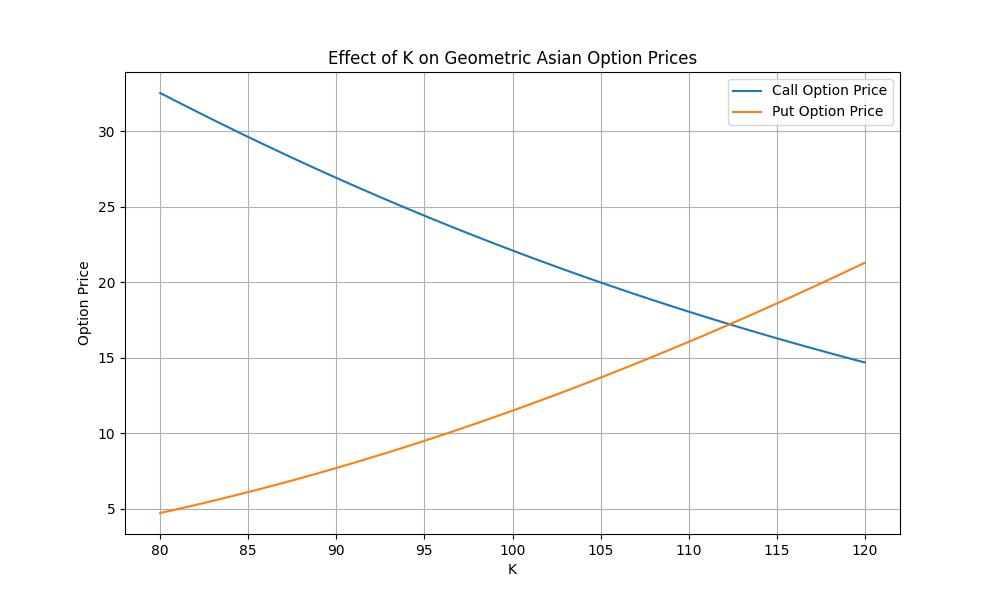 Effect of K on Geometric Asian Option Prices
Call Option Price
Put Option Price
Option Price
30
25
20
15
10
5
80 85 90 95 100 105 110 115 120
K